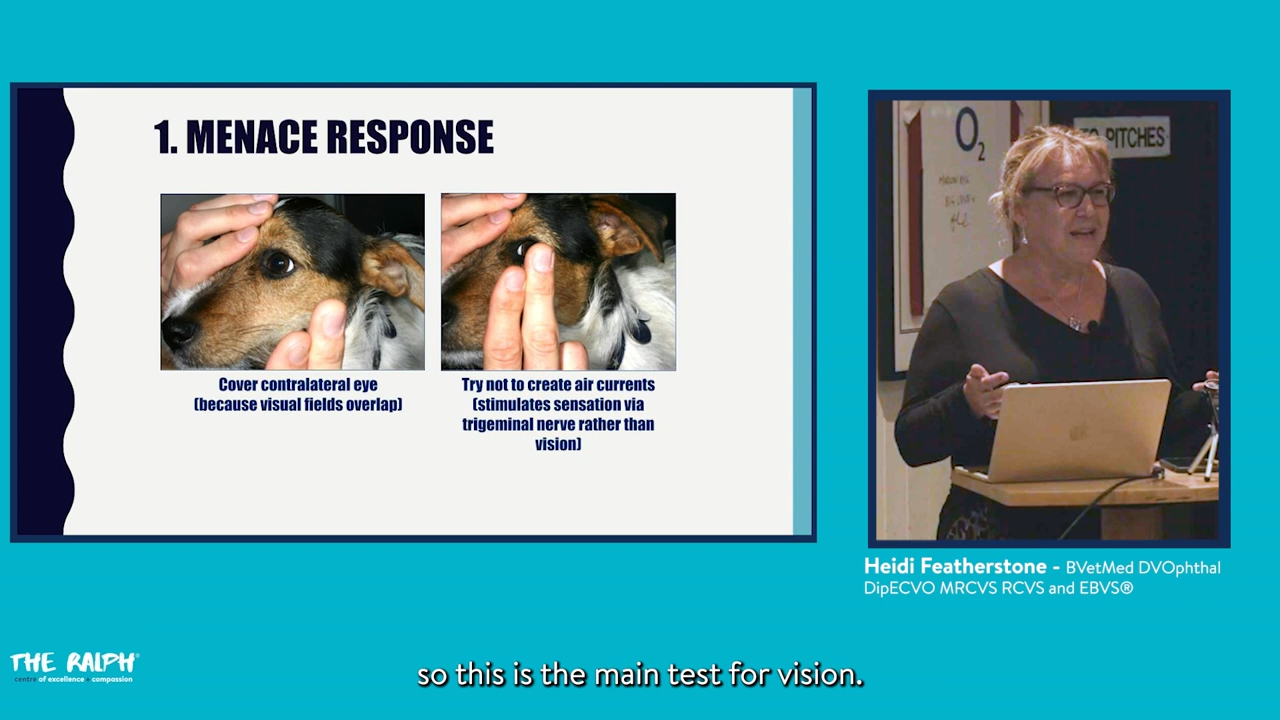 1. MENACE RESPONSE
Cover contralateral eye
(because visual fields overlap)
Try not to create air currents
(stimulates sensation via
trigeminal nerve rather than
vision)
O2
TO PITCHES
Heidi Featherstone - BVetMed DVOphthal
DipECVO MRCVS RCVS and EBVS®
THE RALPH®
centre of excellence + compassion
so this is the main test for vision.